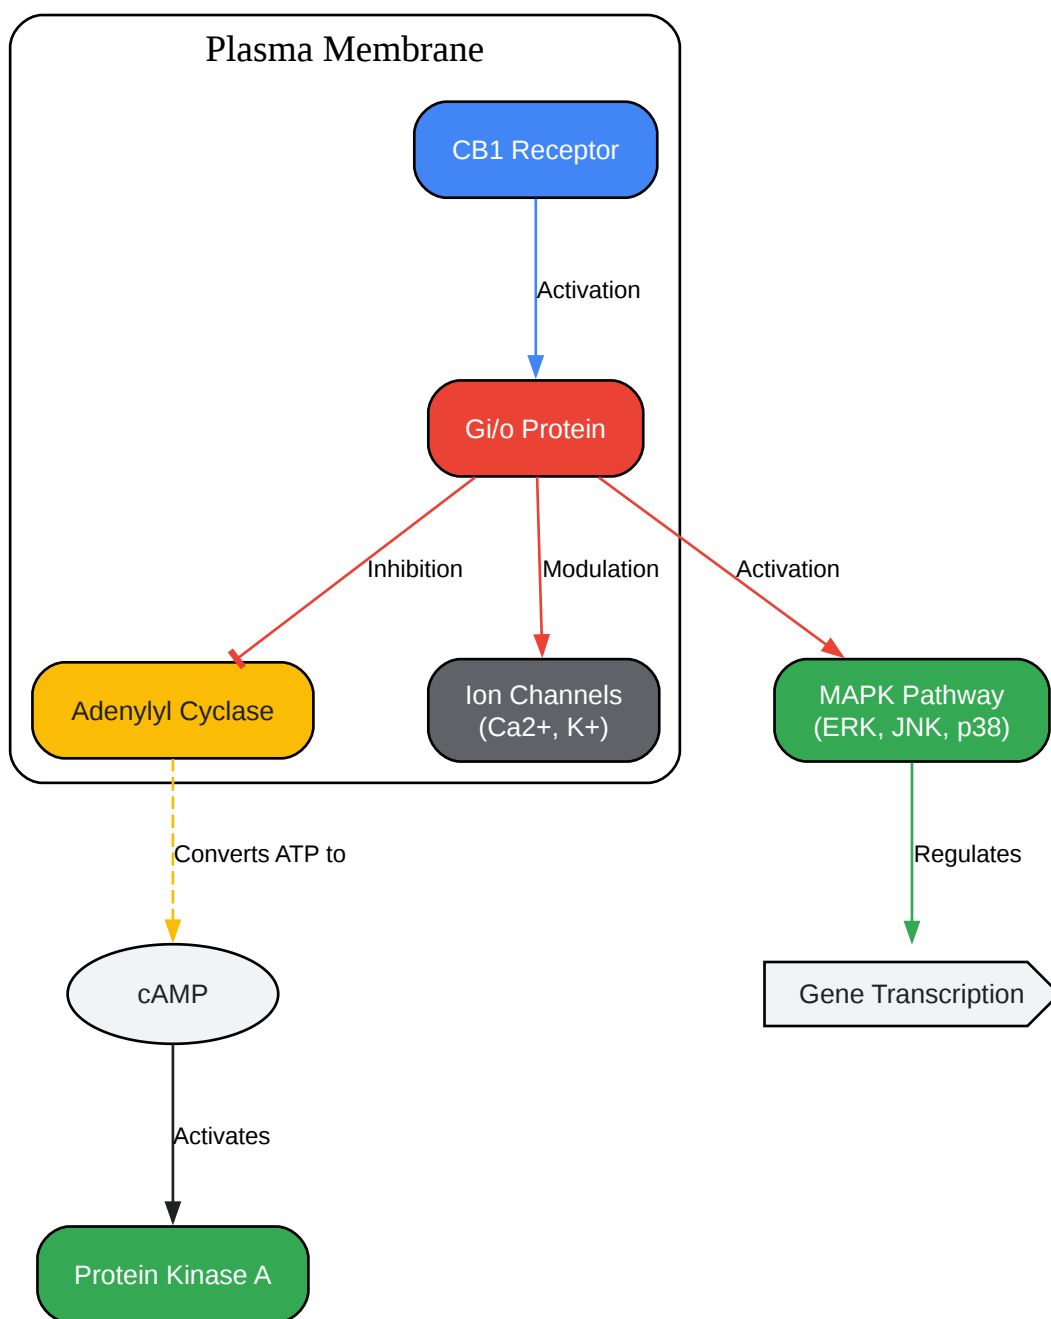 Plasma Membrane
CB1 Receptor
Activation
Gi/o Protein
Inhibition
Modulation
Activation
Adenylyl Cyclase
Ion Channels
(Ca2+, K+)
MAPK Pathway
(ERK, JNK, p38)
Converts ATP to
Regulates
cAMP
Gene Transcription
Activates
Protein Kinase A